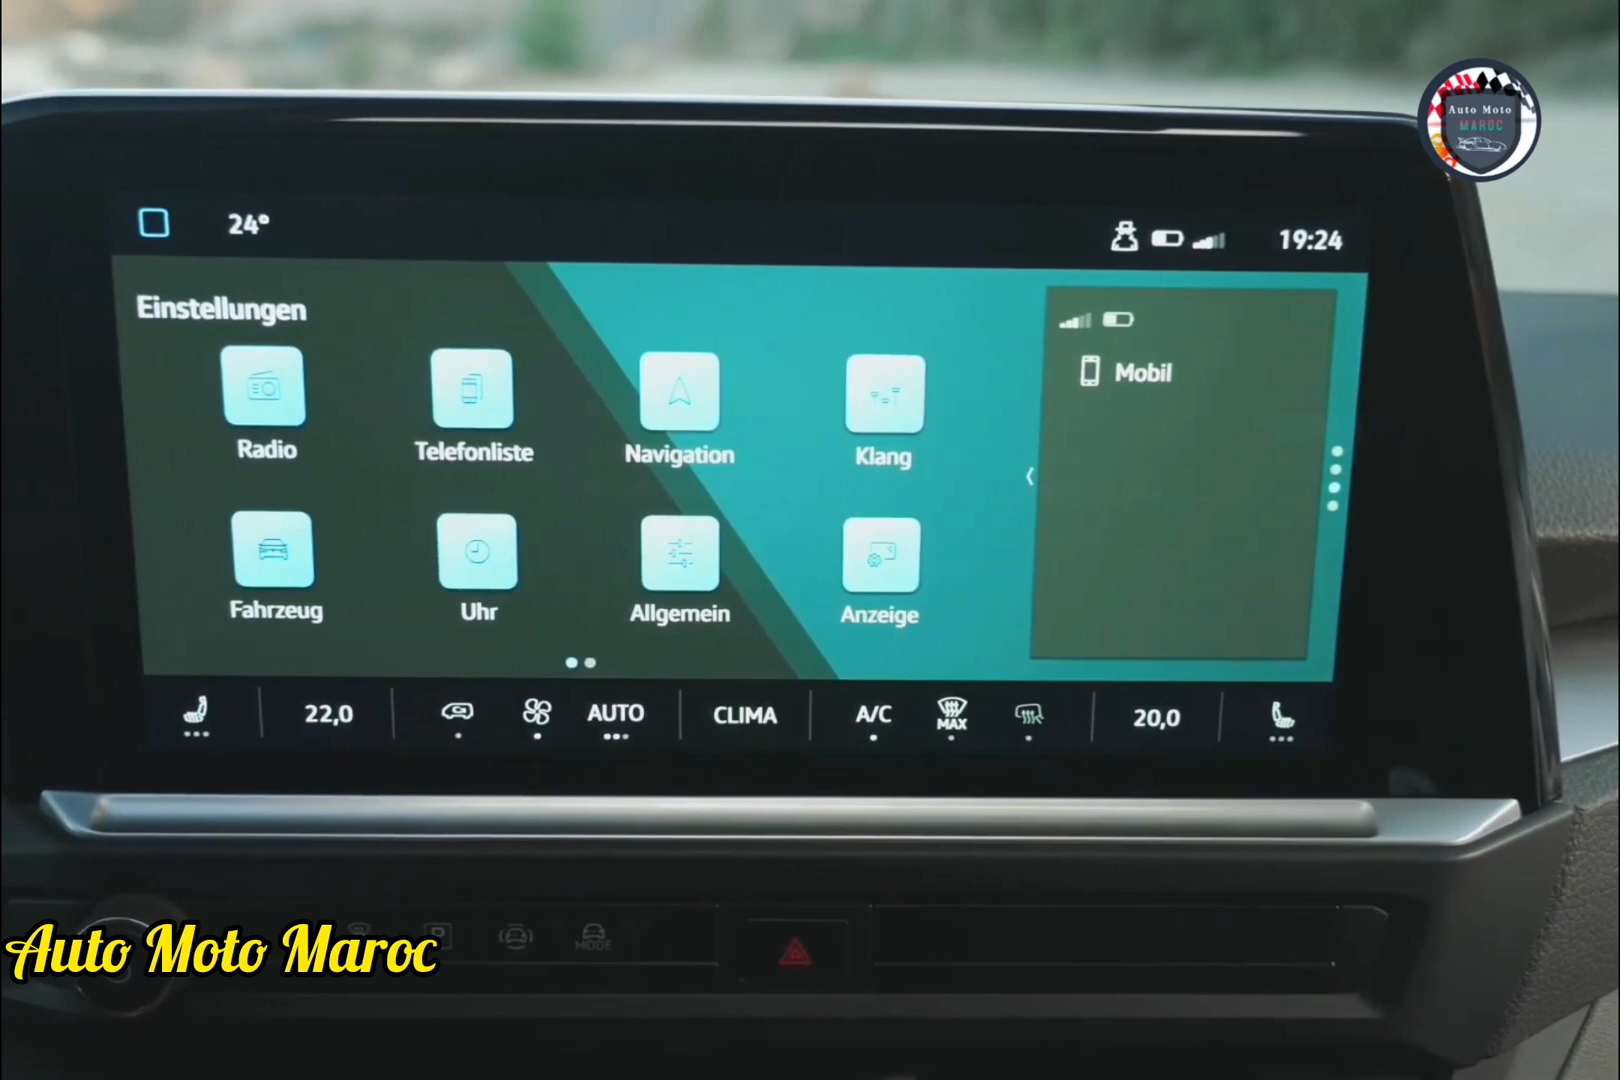 Auto Moto
MAROC
24°
19:24
Einstellungen
Mobil
Radio
Telefonliste
Navigation
Klang
Fahrzeug
Uhr
Allgemein
Anzeige
22,0
AUTO
CLIMA
A/C
MAX
20,0
P
MODE
Auto Moto Maroc